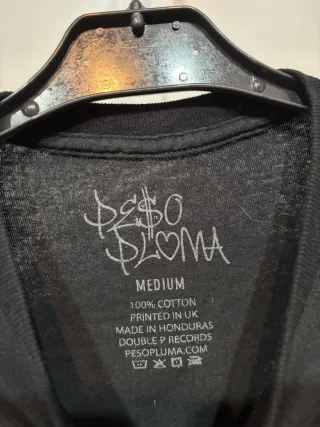 PE$O
PLUMA
MEDIUM
100% COTTON
PRINTED IN UK
MADE IN HONDURAS
DOUBLE P RECORDS
PESOPLUMA.COM